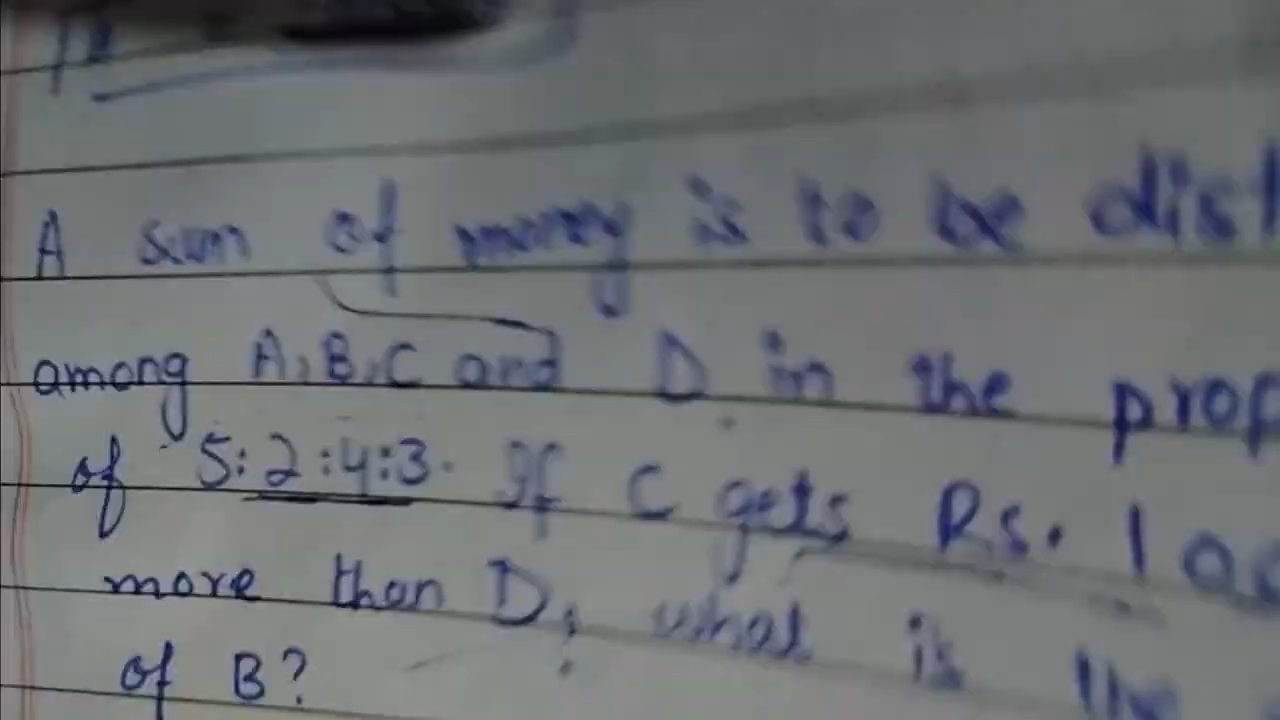 A sum of money is to be dist
among A, B, C and D in the prop
of 5:2:4:3. If C gets Rs. 100
more than D, what is the
of B?